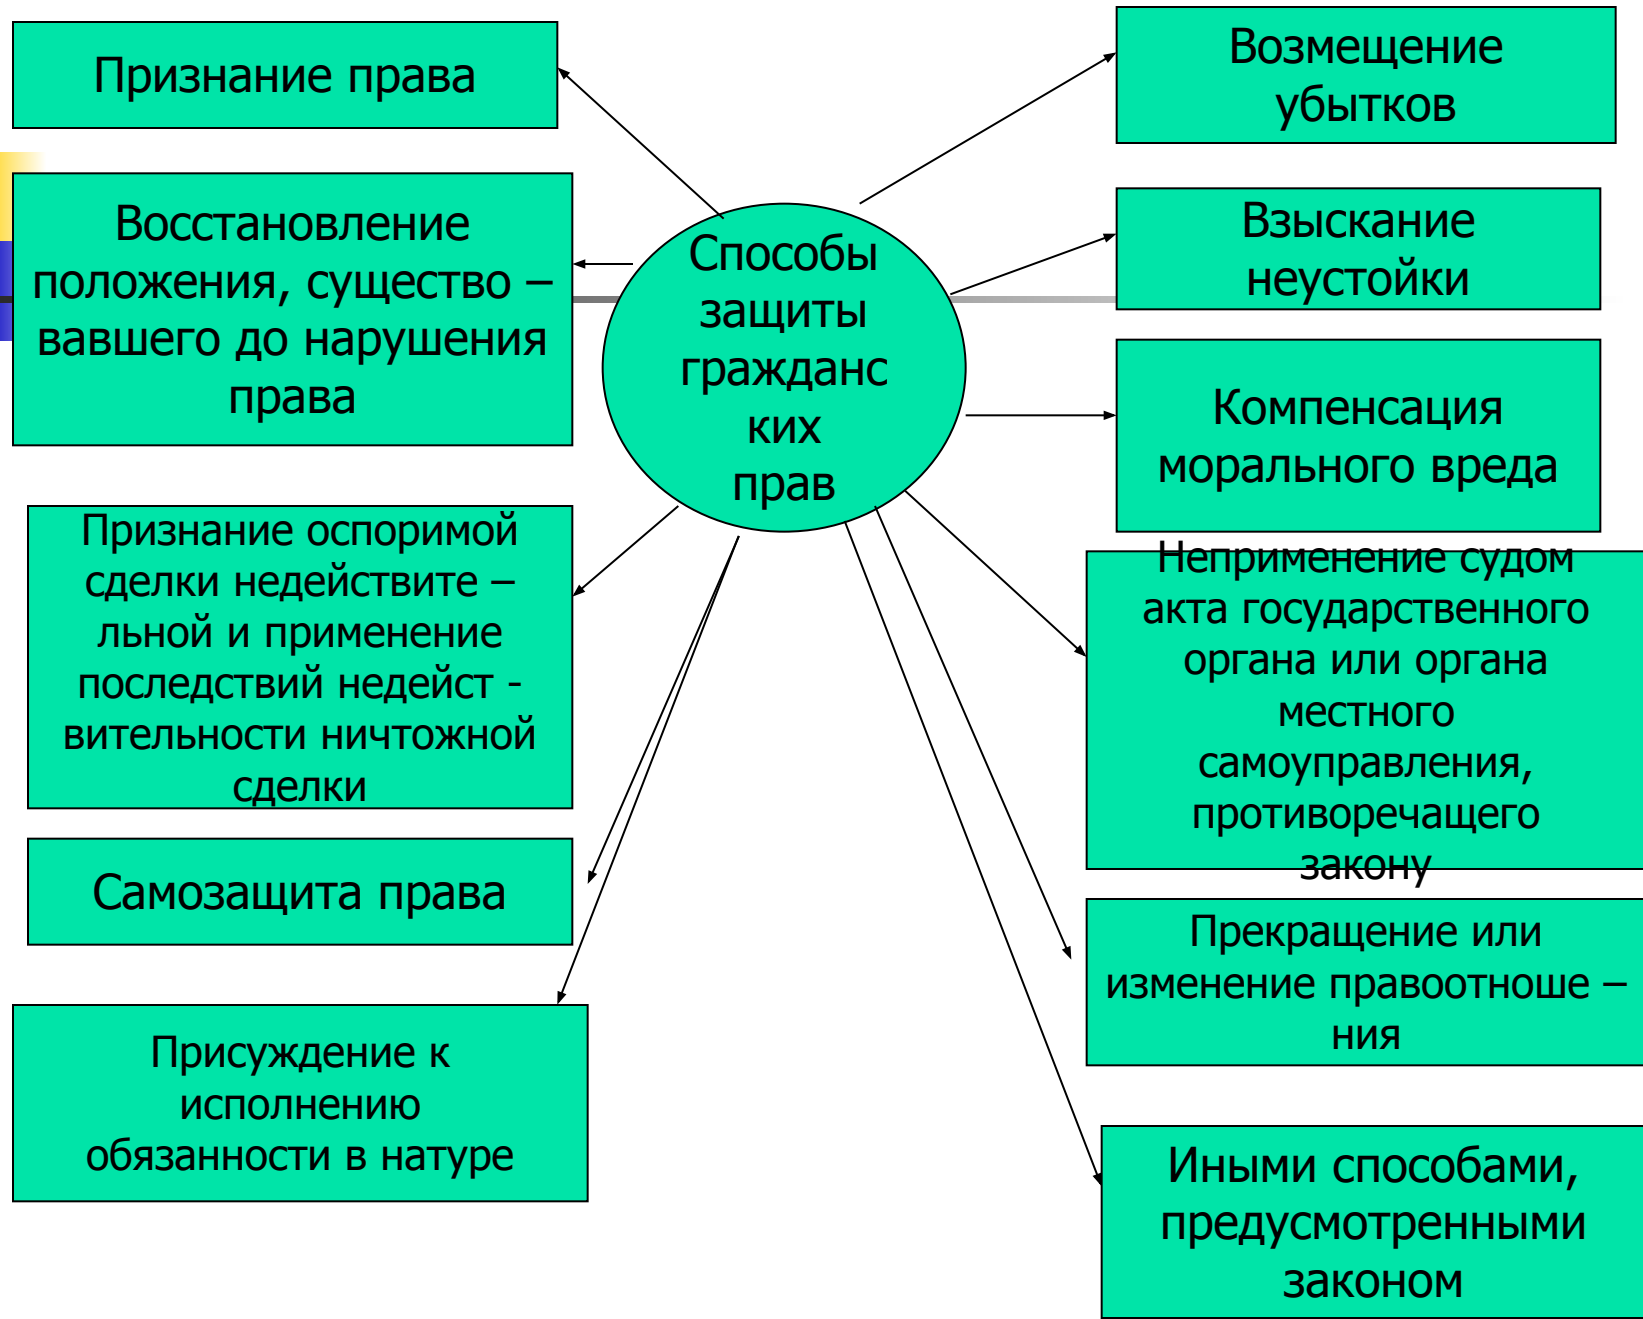 Признание права
Восстановление
положения, существо –
вавшего до нарушения
права
Признание оспоримой
сделки недействите –
льной и применение
последствий недейст -
вительности ничтожной
сделки
Самозащита права
Присуждение к
исполнению
обязанности в натуре
Способы
защиты
гражданс
ких
прав
Возмещение
убытков
Взыскание
неустойки
Компенсация
морального вреда
Неприменение судом
акта государственного
органа или органа
местного
самоуправления,
противоречащего
закону
Прекращение или
изменение правоотноше –
ния
Иными способами,
предусмотренными
законом